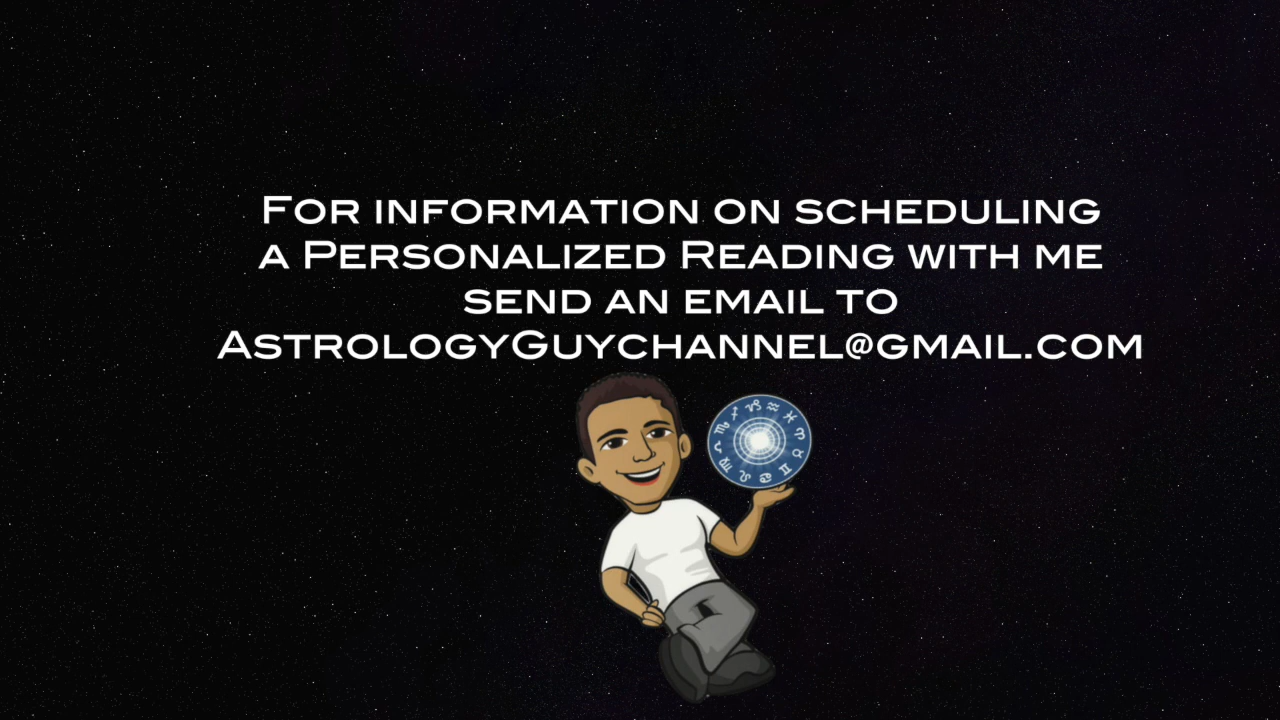 For information on scheduling
a Personalized Reading with me
send an email to
AstrologyGuychannel@gmail.com